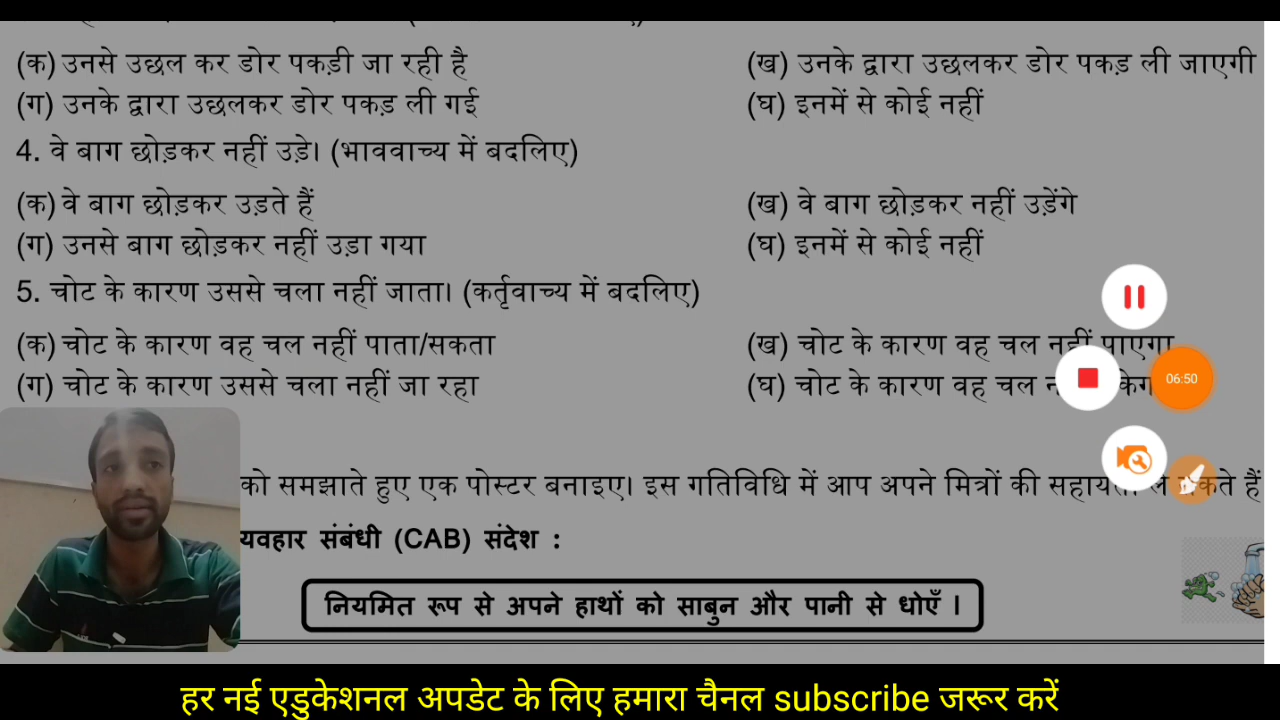 (क) उनसे उछल कर डोर पकड़ी जा रही है (ख) उनके द्वारा उछलकर डोर पकड़ ली जाएगी
(ग) उनके द्वारा उछलकर डोर पकड़ ली गई (घ) इनमें से कोई नहीं
4. वे बाग छोड़कर नहीं उड़े। (भाववाच्य में बदलिए)
(क) वे बाग छोड़कर उड़ते हैं (ख) वे बाग छोड़कर नहीं उड़ेंगे
(ग) उनसे बाग छोड़कर नहीं उड़ा गया (घ) इनमें से कोई नहीं
5. चोट के कारण उससे चला नहीं जाता। (कर्तृवाच्य में बदलिए)
(क) चोट के कारण वह चल नहीं पाता/सकता (ख) चोट के कारण वह चल नहीं पाएगा
(ग) चोट के कारण उससे चला नहीं जा रहा (घ) चोट के कारण वह चल
06:50
को समझाते हुए एक पोस्टर बनाइए। इस गतिविधि में आप अपने मित्रों की हैं
यवहार संबंधी (CAB) संदेश :
नियमित रूप से अपने हाथों को साबुन और पानी से धोएँ ।
हर नई एडुकेशनल अपडेट के लिए हमारा चैनल subscribe जरूर करें